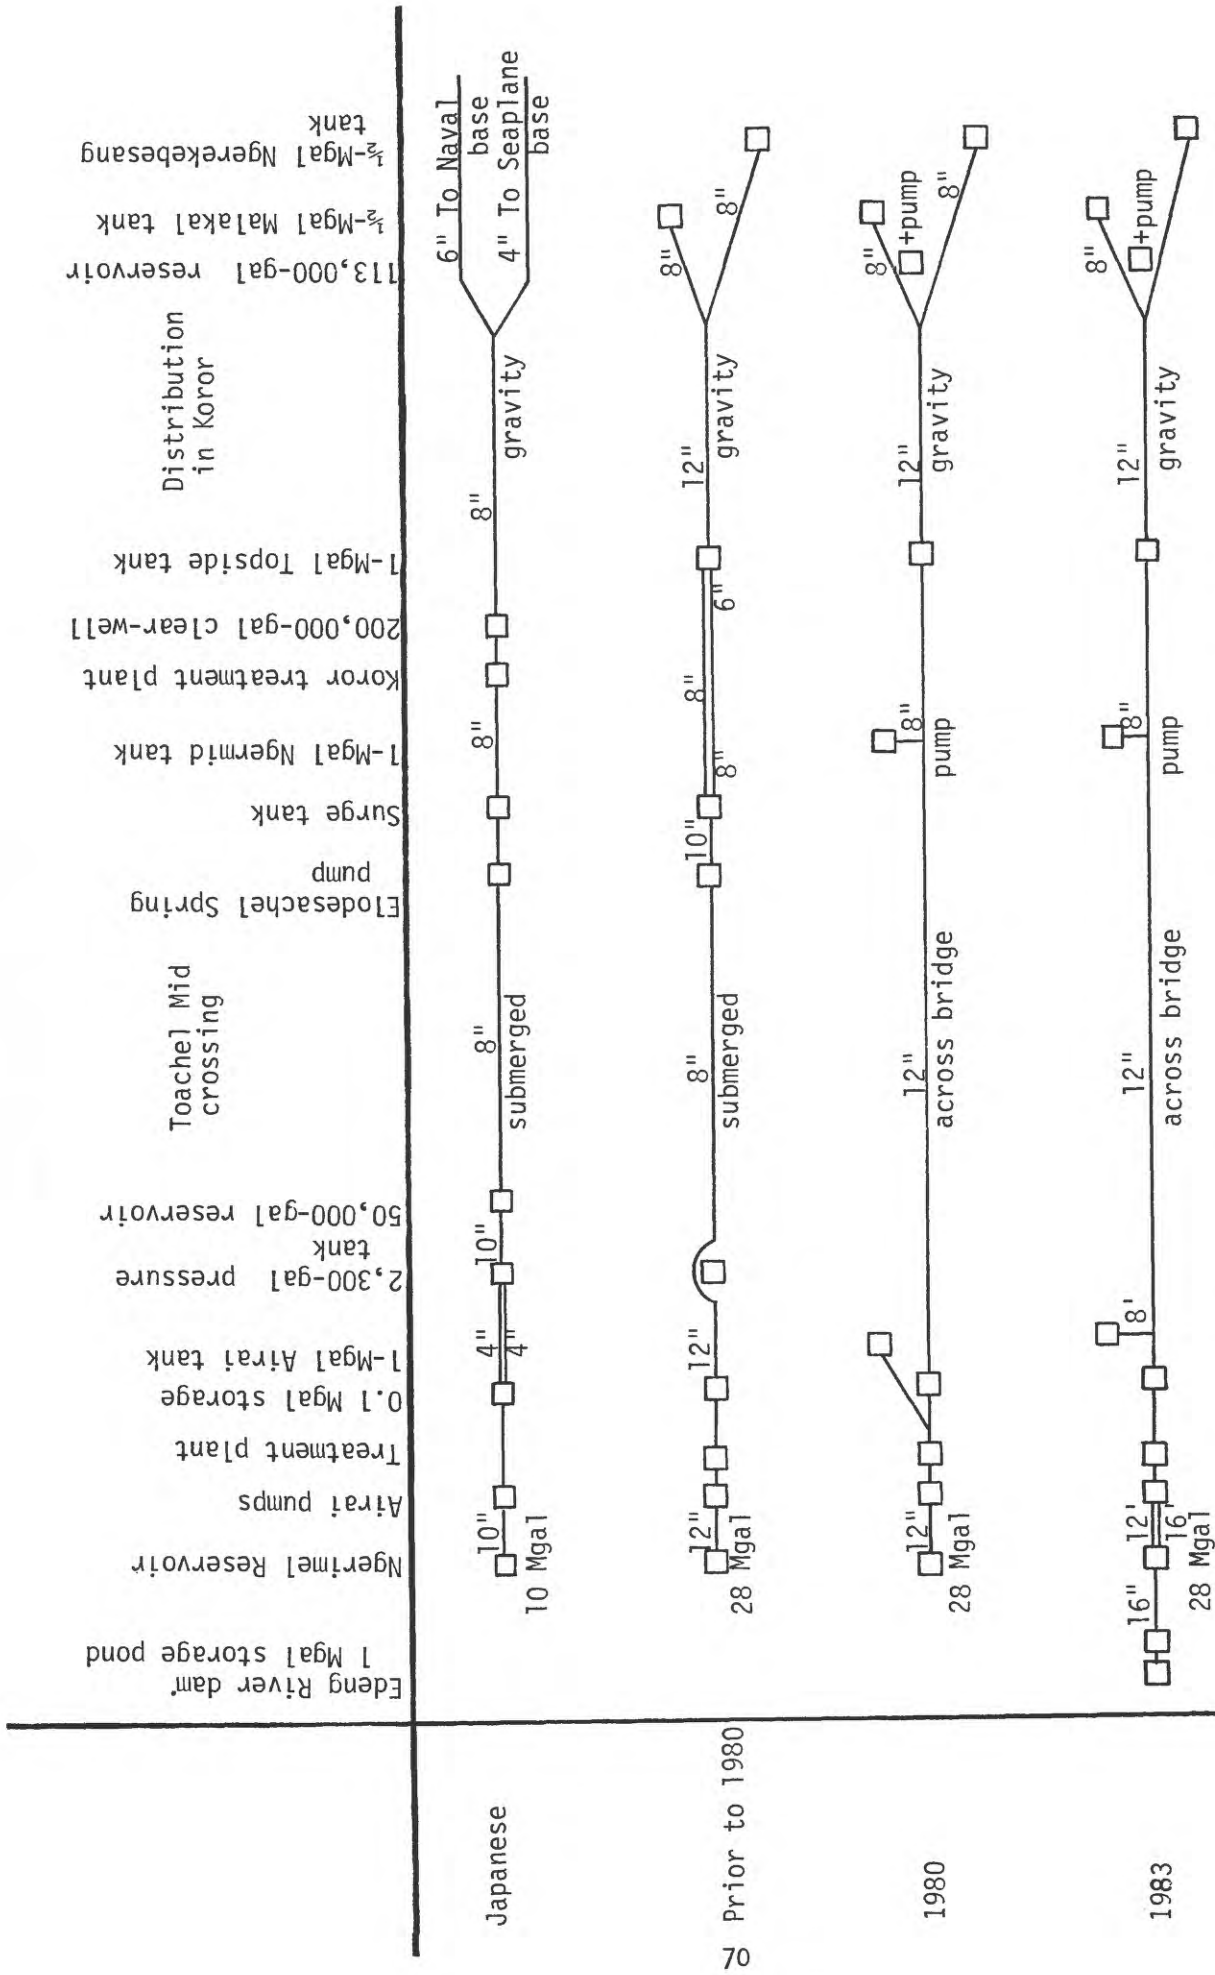 Edeng River dam
1 Mgal storage pond
Ngerimel Reservoir
Airai pumps
Treatment plant
0.1 Mgal storage
1-Mgal Airai tank
2,300-gal pressure
tank
50,000-gal reservoir
Toachel Mid
crossing
Elodesachel Spring
pump
Surge tank
1-Mgal Ngermid tank
Koror treatment plant
200,000-gal clear-well
1-Mgal Topside tank
Distribution
in Koror
113,000-gal reservoir
½-Mgal Malakal tank
½-Mgal Ngerekebesang
tank
Japanese
10"
10 Mgal
4"
4"
10"
8"
submerged
8"
8"
gravity
6" To Naval
base
4" To Seaplane
base
Prior to 1980
12"
28 Mgal
12"
8"
submerged
10"
8"
8"
6"
12"
gravity
8"
8"
1980
12"
28 Mgal
12"
across bridge
8"
pump
12"
gravity
8"
+pump
8"
1983
16"
12'
16'
28 Mgal
8'
12"
across bridge
8"
pump
12"
gravity
8"
+pump
70